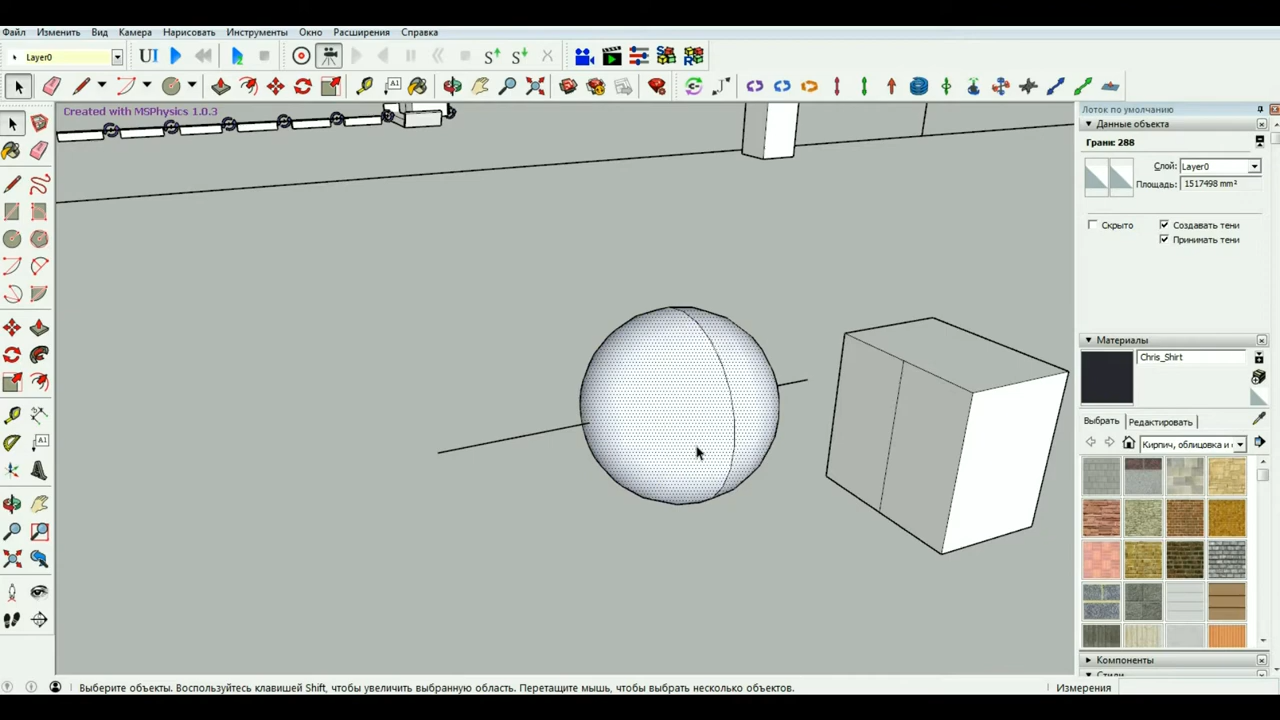 Файл Изменить Вид Камера Нарисовать Инструменты Окно Расширения Справка
Layer0 UI
A1
Created with MSPhysics 1.0.3
Лоток по умолчанию
Данные объекта
Грани: 288
Слой: Layer0
Площадь: 1517498 mm²
Скрыто Создавать тени
Принимать тени
Материалы
Chris_Shirt
Выбрать Редактировать
Кирпич, облицовка и
A1
Компоненты
Выберите объекты. Воспользуйтесь клавишей Shift, чтобы увеличить выбранную область. Перетащите мышь, чтобы выбрать несколько объектов.
Измерения